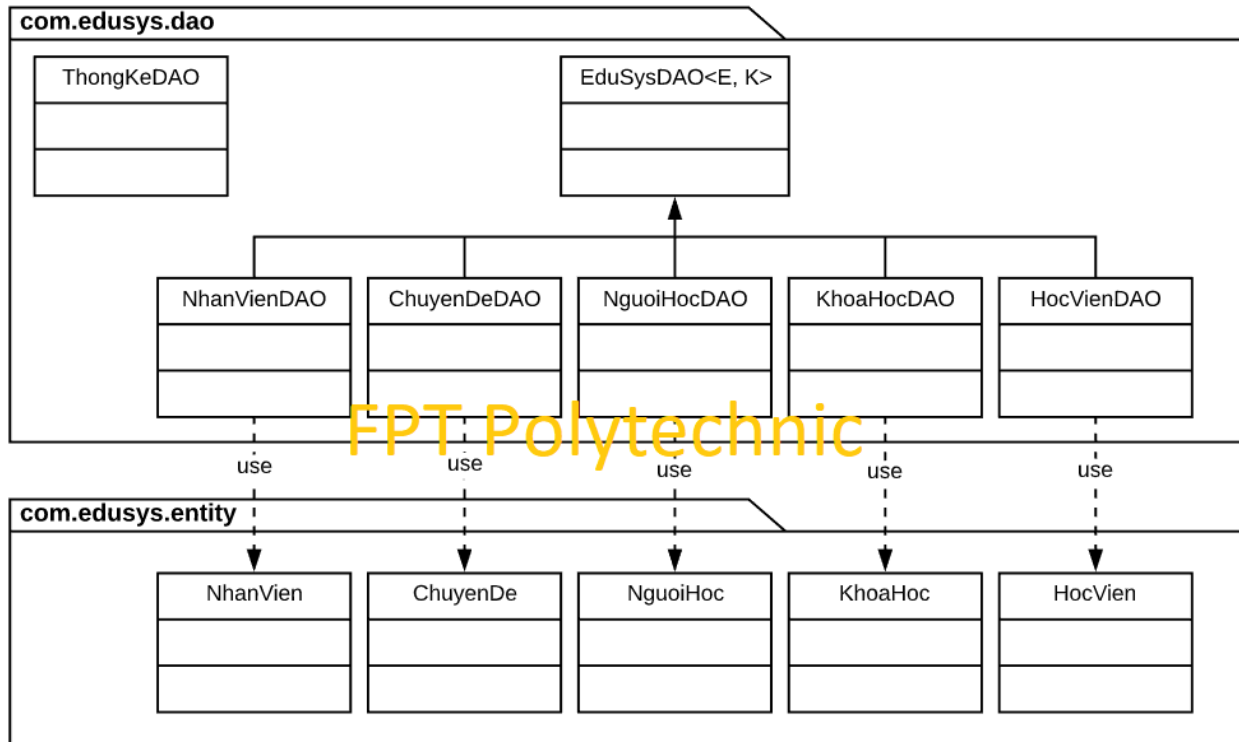 com.edusys.dao
ThongKeDAO
EduSysDAO<E, K>
NhanVienDAO
ChuyenDeDAO
NguoiHocDAO
KhoaHocDAO
HocVienDAO
FPT Polytechnic
use
use
use
use
use
com.edusys.entity
NhanVien
ChuyenDe
NguoiHoc
KhoaHoc
HocVien